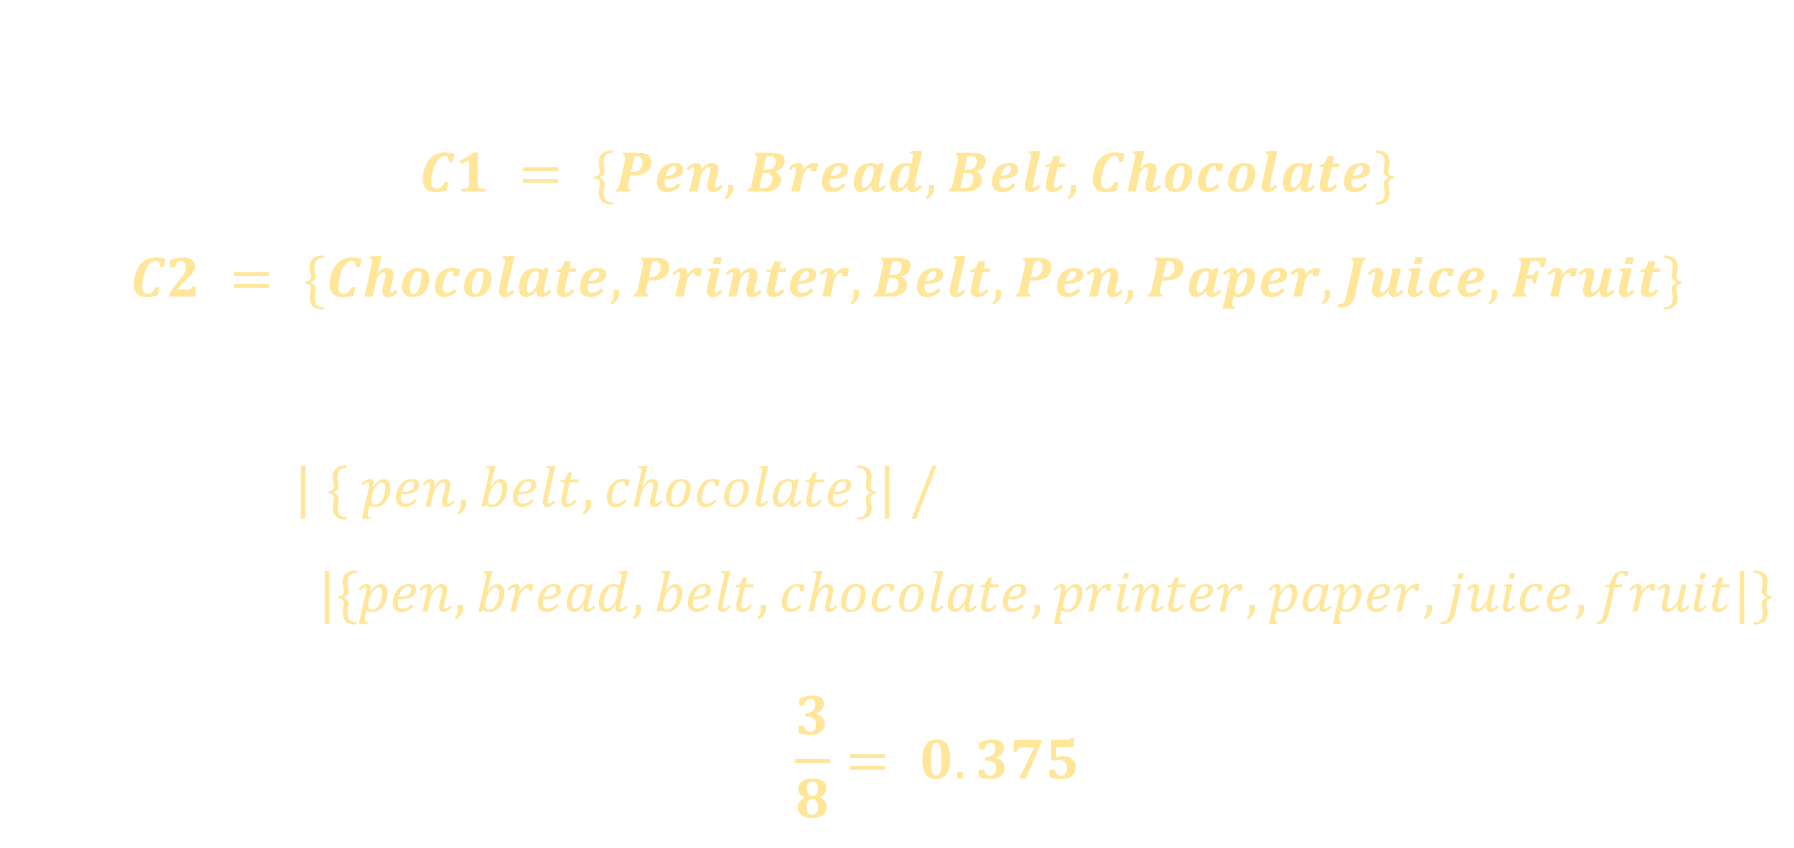 C1 = {Pen, Bread, Belt, Chocolate}
C2 = {Chocolate, Printer, Belt, Pen, Paper, Juice, Fruit}
| { pen, belt, chocolate}| /
|{pen, bread, belt, chocolate, printer, paper, juice, fruit|}
3/8 = 0.375